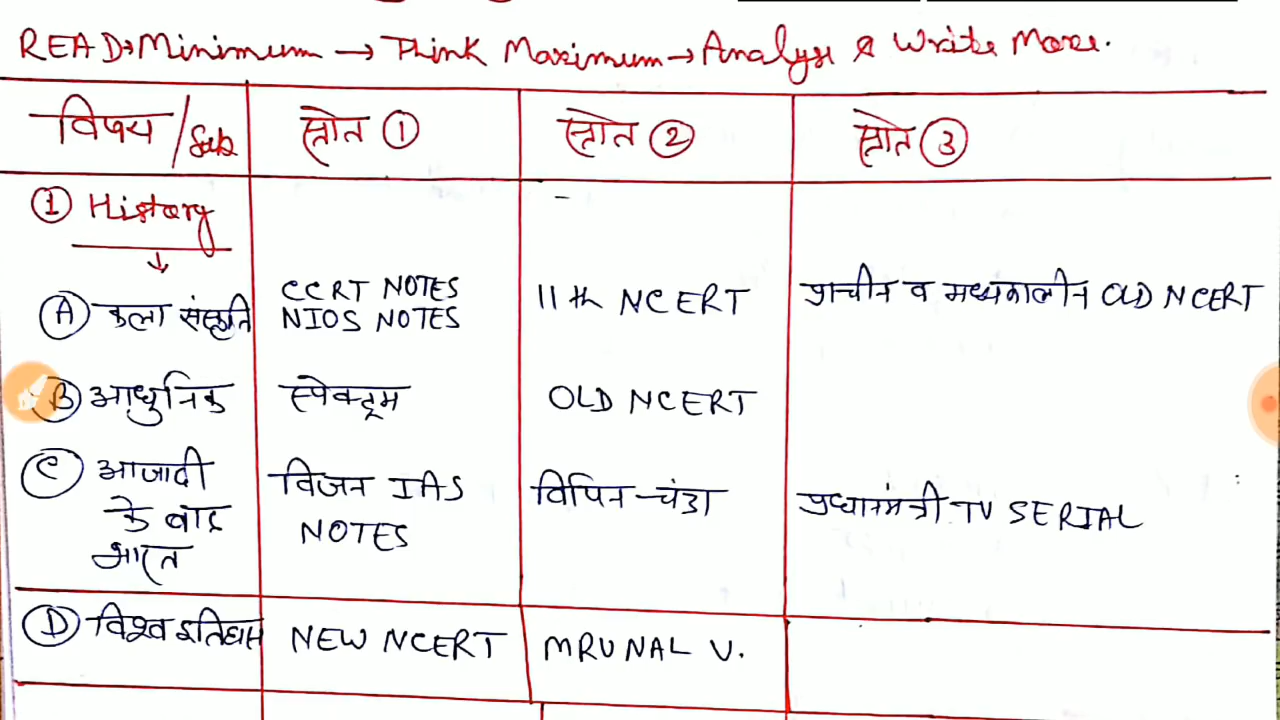 READ→Minimum → Think Maximum → Analyse & Write More.
विषय/Sub
स्त्रोत ①
स्त्रोत ②
स्त्रोत ③
① History
↓
Ⓐ कला संस्कृति
CCRT NOTES
NIOS NOTES
11th NCERT
प्राचीन व मध्यकालीन OLD NCERT
Ⓑ आधुनिक
स्पेक्ट्रम
OLD NCERT
Ⓒ आजादी
के बाद
भारत
विजन IAS
NOTES
विपिन-चंद्रा
प्रधानमंत्री TV SERIAL
Ⓓ विश्व इतिहास
NEW NCERT
MRUNAL V.